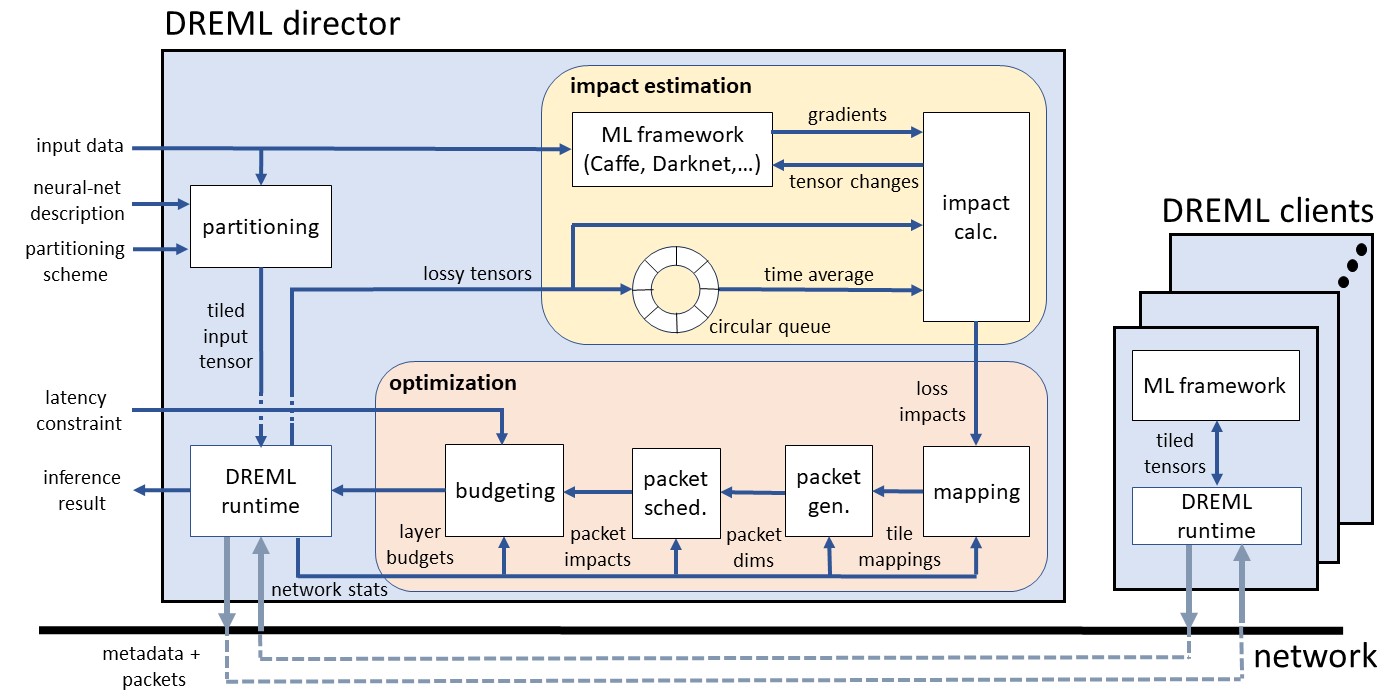 DREML director
impact estimation
ML framework
(Caffe, Darknet,...)
gradients
tensor changes
impact
calc.
input data
neural-net
description
partitioning
scheme
partitioning
lossy tensors
time average
circular queue
tiled
input
tensor
optimization
loss
impacts
latency
constraint
inference
result
DREML
runtime
budgeting
packet
sched.
packet
gen.
mapping
layer
budgets
packet
impacts
packet
dims
tile
mappings
network stats
metadata +
packets
DREML clients
ML framework
tiled
tensors
DREML
runtime
network